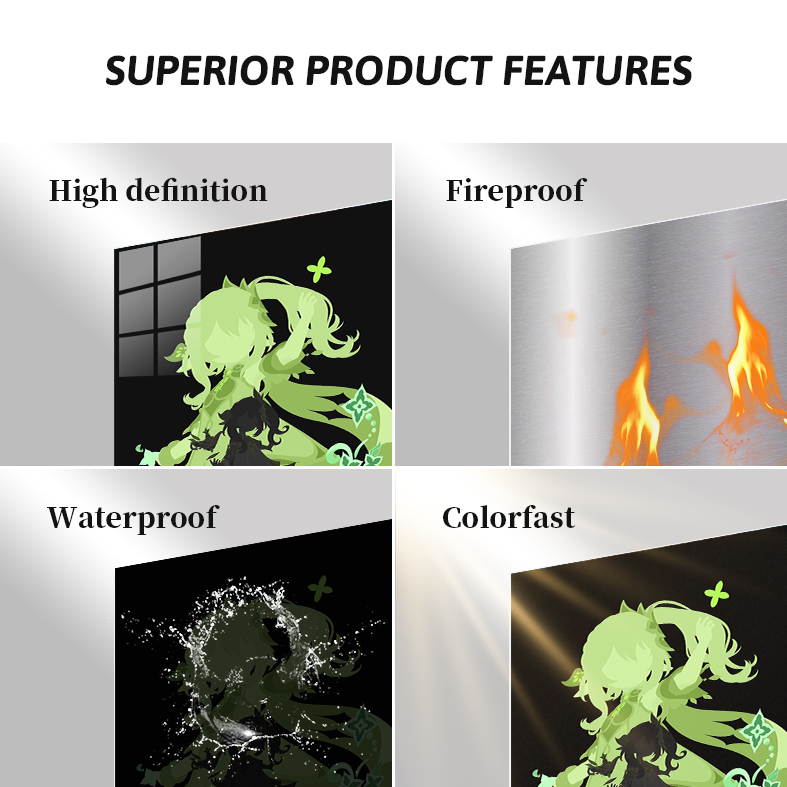 SUPERIOR PRODUCT FEATURES
High definition
Fireproof
Waterproof
Colorfast